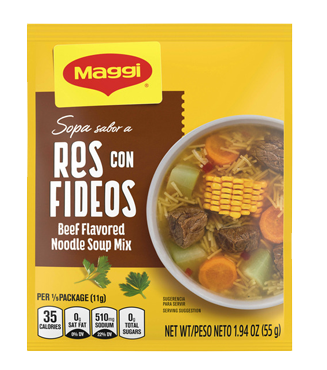 Maggi
Sopa sabor a
Res con
Fideos
Beef Flavored
Noodle Soup Mix
PER 1/5 PACKAGE (11g)
35
CALORIES
0g
SAT FAT
0% DV
510mg
SODIUM
22% DV
0g
TOTAL
SUGARS
SUGERENCIA
PARA SERVIR
SERVING SUGGESTION
NET WT/PESO NETO 1.94 OZ (55 g)